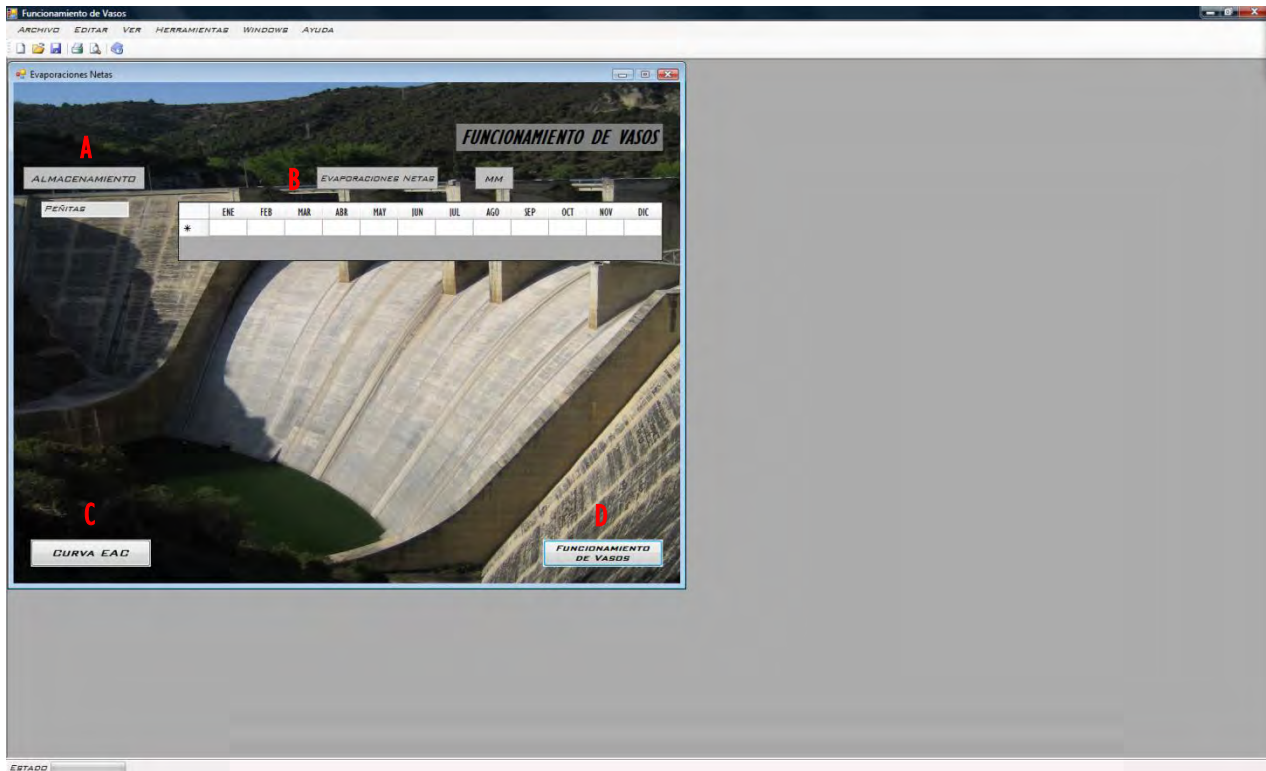 Funcionamiento de Vasos
ARCHIVO EDITAR VER HERRAMIENTAS WINDOWS AYUDA
Evaporaciones Netas
FUNCIONAMIENTO DE VASOS
A
ALMACENAMIENTO
B
EVAPORACIONES NETAS
MM
PEÑITAS
ENE FEB MAR ABR MAY JUN JUL AGO SEP OCT NOV DIC
*
C
D
CURVA EAC
FUNCIONAMIENTO
DE VASOS
ESTADO